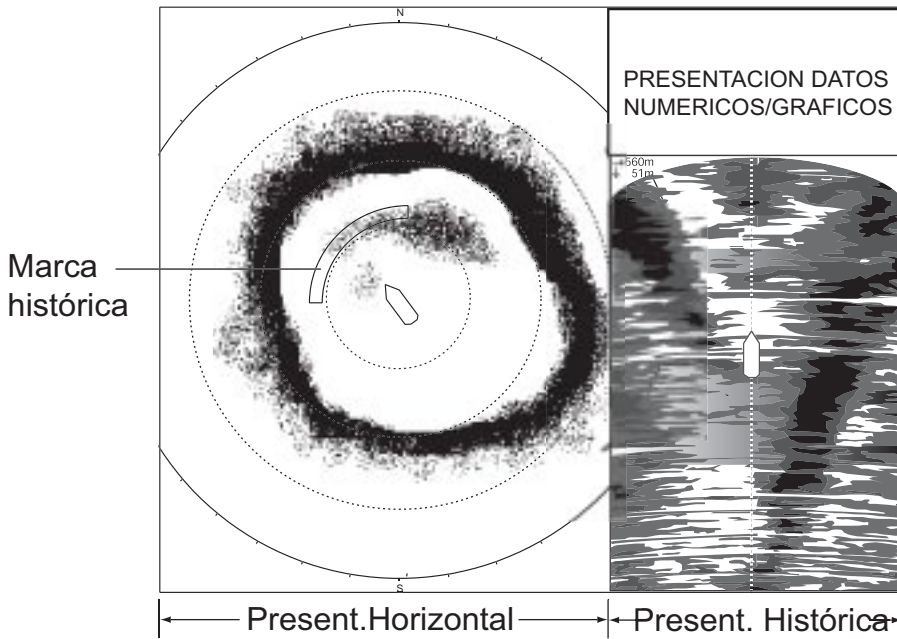 N
PRESENTACION DATOS
NUMERICOS/GRAFICOS
560m
51m
Marca
histórica
S
Present.Horizontal
Present. Histórica